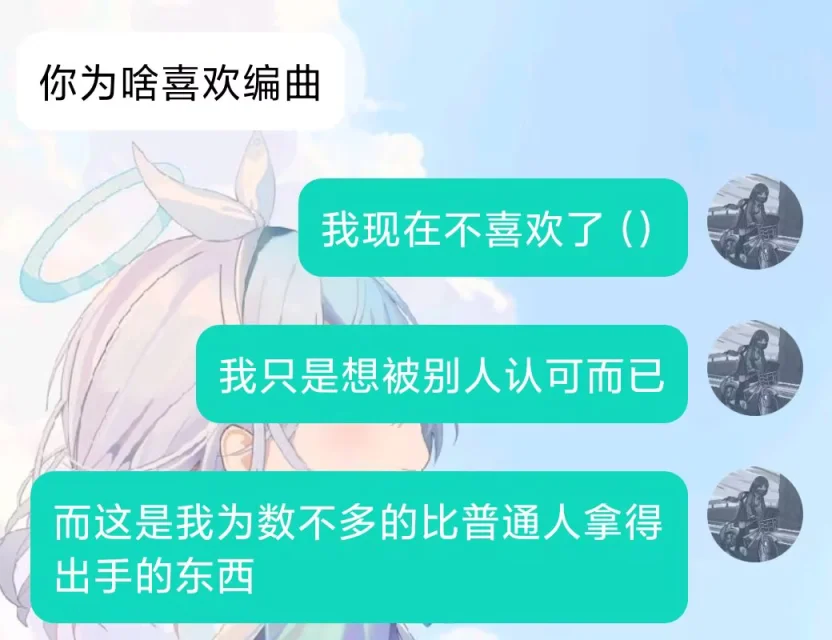 你为啥喜欢编曲
我现在不喜欢了（）
我只是想被别人认可而已
而这是我为数不多的比普通人拿得
出手的东西